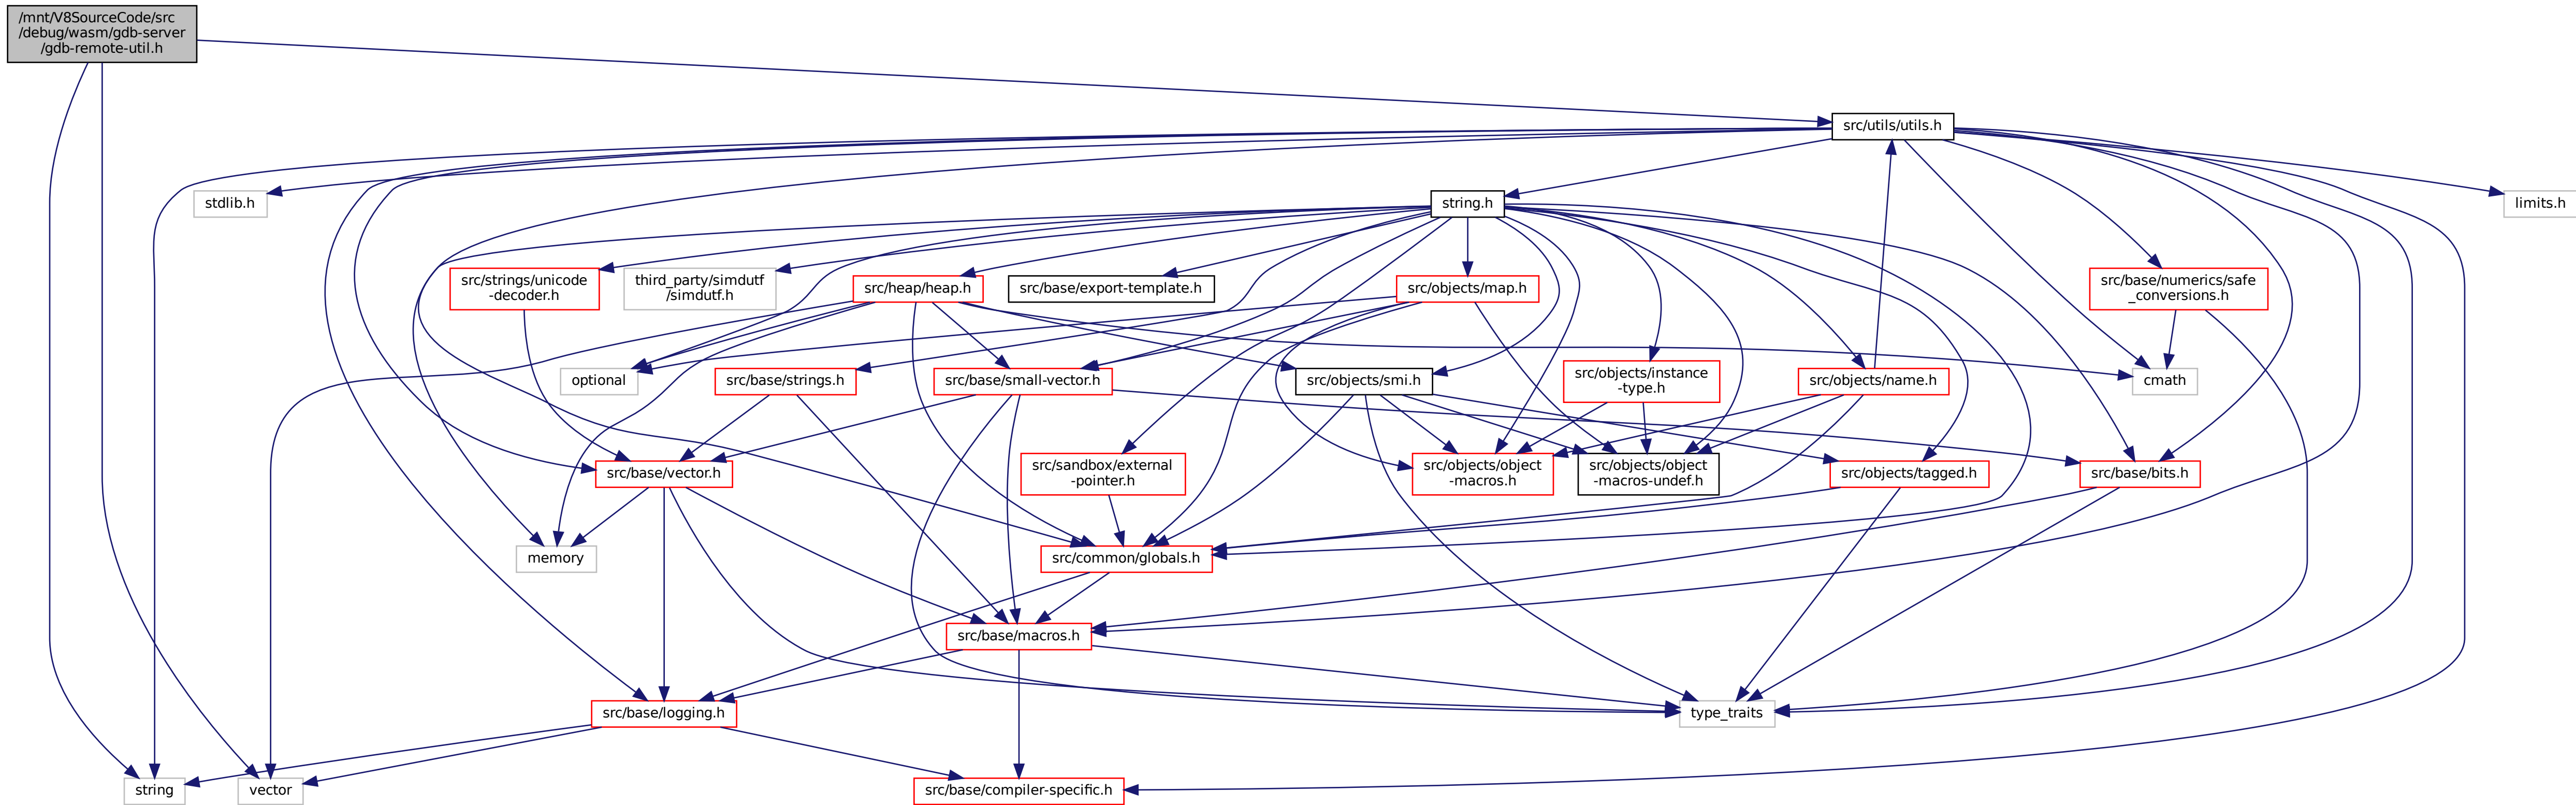 /mnt/V8SourceCode/src
/debug/wasm/gdb-server
/gdb-remote-util.h
src/utils/utils.h
stdlib.h
string.h
limits.h
src/strings/unicode
-decoder.h
third_party/simdutf
/simdutf.h
src/heap/heap.h
src/base/export-template.h
src/objects/map.h
src/base/numerics/safe
_conversions.h
optional
src/base/strings.h
src/base/small-vector.h
src/objects/smi.h
src/objects/instance
-type.h
src/objects/name.h
cmath
src/base/vector.h
src/sandbox/external
-pointer.h
src/objects/object
-macros.h
src/objects/object
-macros-undef.h
src/objects/tagged.h
src/base/bits.h
memory
src/common/globals.h
src/base/macros.h
src/base/logging.h
type_traits
string
vector
src/base/compiler-specific.h